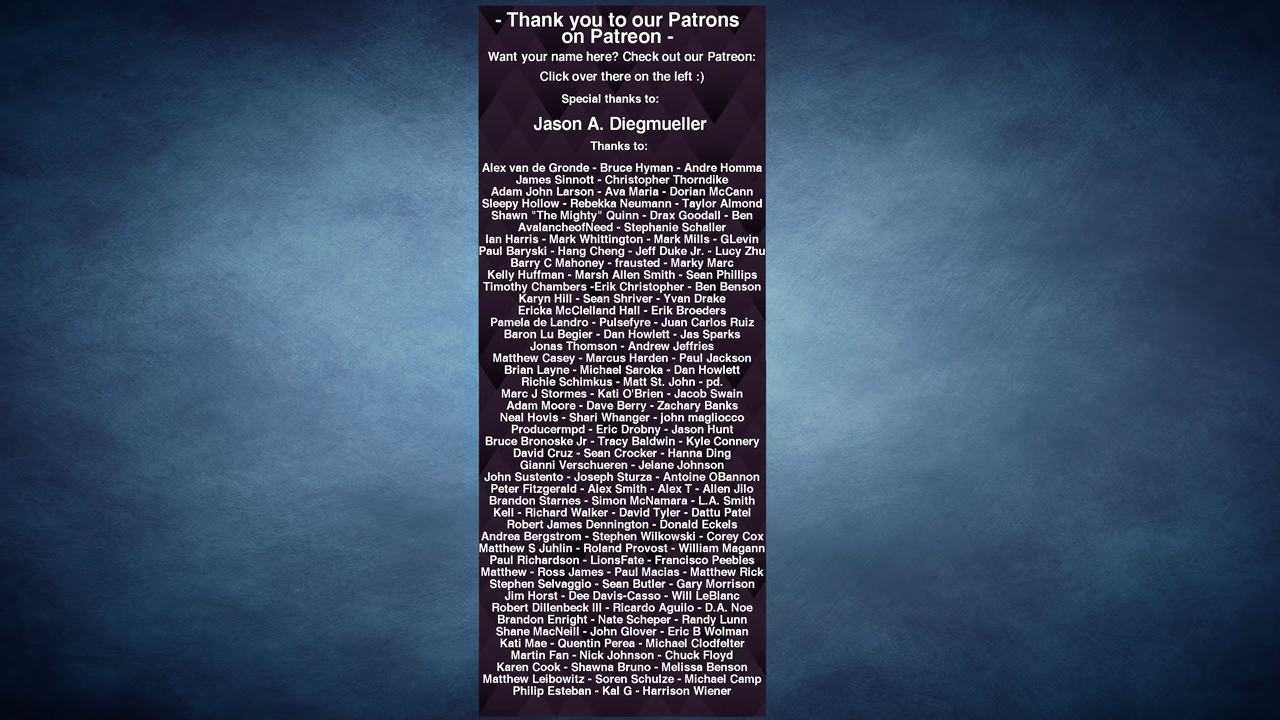 - Thank you to our Patrons
on Patreon -
Want your name here? Check out our Patreon:
Click over there on the left :)
Special thanks to:
Jason A. Diegmueller
Thanks to:
Alex van de Gronde - Bruce Hyman - Andre Homma
James Sinnott - Christopher Thorndike
Adam John Larson - Ava Maria - Dorian McCann
Sleepy Hollow - Rebekka Neumann - Taylor Almond
Shawn "The Mighty" Quinn - Drax Goodall - Ben
AvalancheofNeed - Stephanie Schaller
Ian Harris - Mark Whittington - Mark Mills - GLevin
Paul Baryski - Hang Cheng - Jeff Duke Jr. - Lucy Zhu
Barry C Mahoney - frausted - Marky Marc
Kelly Huffman - Marsh Allen Smith - Sean Phillips
Timothy Chambers -Erik Christopher - Ben Benson
Karyn Hill - Sean Shriver - Yvan Drake
Ericka McClelland Hall - Erik Broeders
Pamela de Landro - Pulsefyre - Juan Carlos Ruiz
Baron Lu Begier - Dan Howlett - Jas Sparks
Jonas Thomson - Andrew Jeffries
Matthew Casey - Marcus Harden - Paul Jackson
Brian Layne - Michael Saroka - Dan Howlett
Richie Schimkus - Matt St. John - pd.
Marc J Stormes - Kati O'Brien - Jacob Swain
Adam Moore - Dave Berry - Zachary Banks
Neal Hovis - Shari Whanger - john magliocco
Producermpd - Eric Drobny - Jason Hunt
Bruce Bronoske Jr - Tracy Baldwin - Kyle Connery
David Cruz - Sean Crocker - Hanna Ding
Gianni Verschueren - Jelane Johnson
John Sustento - Joseph Sturza - Antoine OBannon
Peter Fitzgerald - Alex Smith - Alex T - Allen Jilo
Brandon Starnes - Simon McNamara - L.A. Smith
Kell - Richard Walker - David Tyler - Dattu Patel
Robert James Dennington - Donald Eckels
Andrea Bergstrom - Stephen Wilkowski - Corey Cox
Matthew S Juhlin - Roland Provost - William Magann
Paul Richardson - LionsFate - Francisco Peebles
Matthew - Ross James - Paul Macias - Matthew Rick
Stephen Selvaggio - Sean Butler - Gary Morrison
Jim Horst - Dee Davis-Casso - Will LeBlanc
Robert Dillenbeck III - Ricardo Aguilo - D.A. Noe
Brandon Enright - Nate Scheper - Randy Lunn
Shane MacNeill - John Glover - Eric B Wolman
Kati Mae - Quentin Perea - Michael Clodfelter
Martin Fan - Nick Johnson - Chuck Floyd
Karen Cook - Shawna Bruno - Melissa Benson
Matthew Leibowitz - Soren Schulze - Michael Camp
Philip Esteban - Kal G - Harrison Wiener